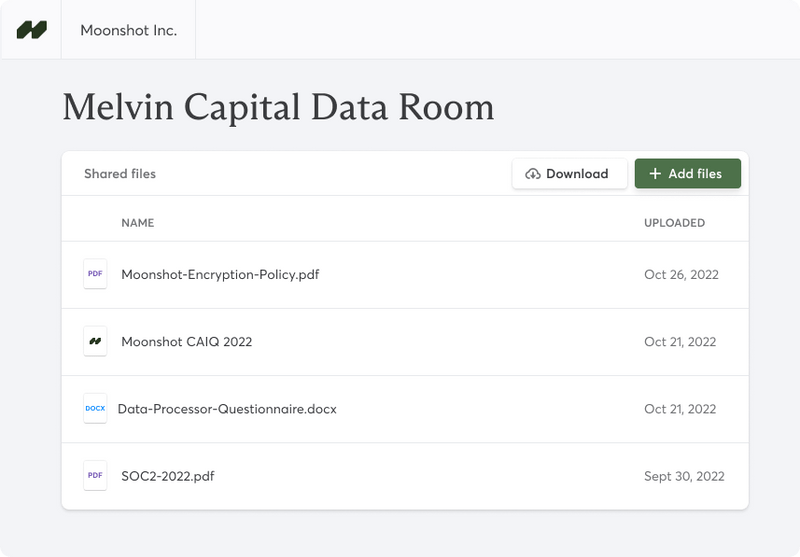 Moonshot Inc.
Melvin Capital Data Room
Shared files Download + Add files
NAME UPLOADED
PDF Moonshot-Encryption-Policy.pdf Oct 26, 2022
Moonshot CAIQ 2022 Oct 21, 2022
DOCX Data-Processor-Questionnaire.docx Oct 21, 2022
PDF SOC2-2022.pdf Sept 30, 2022